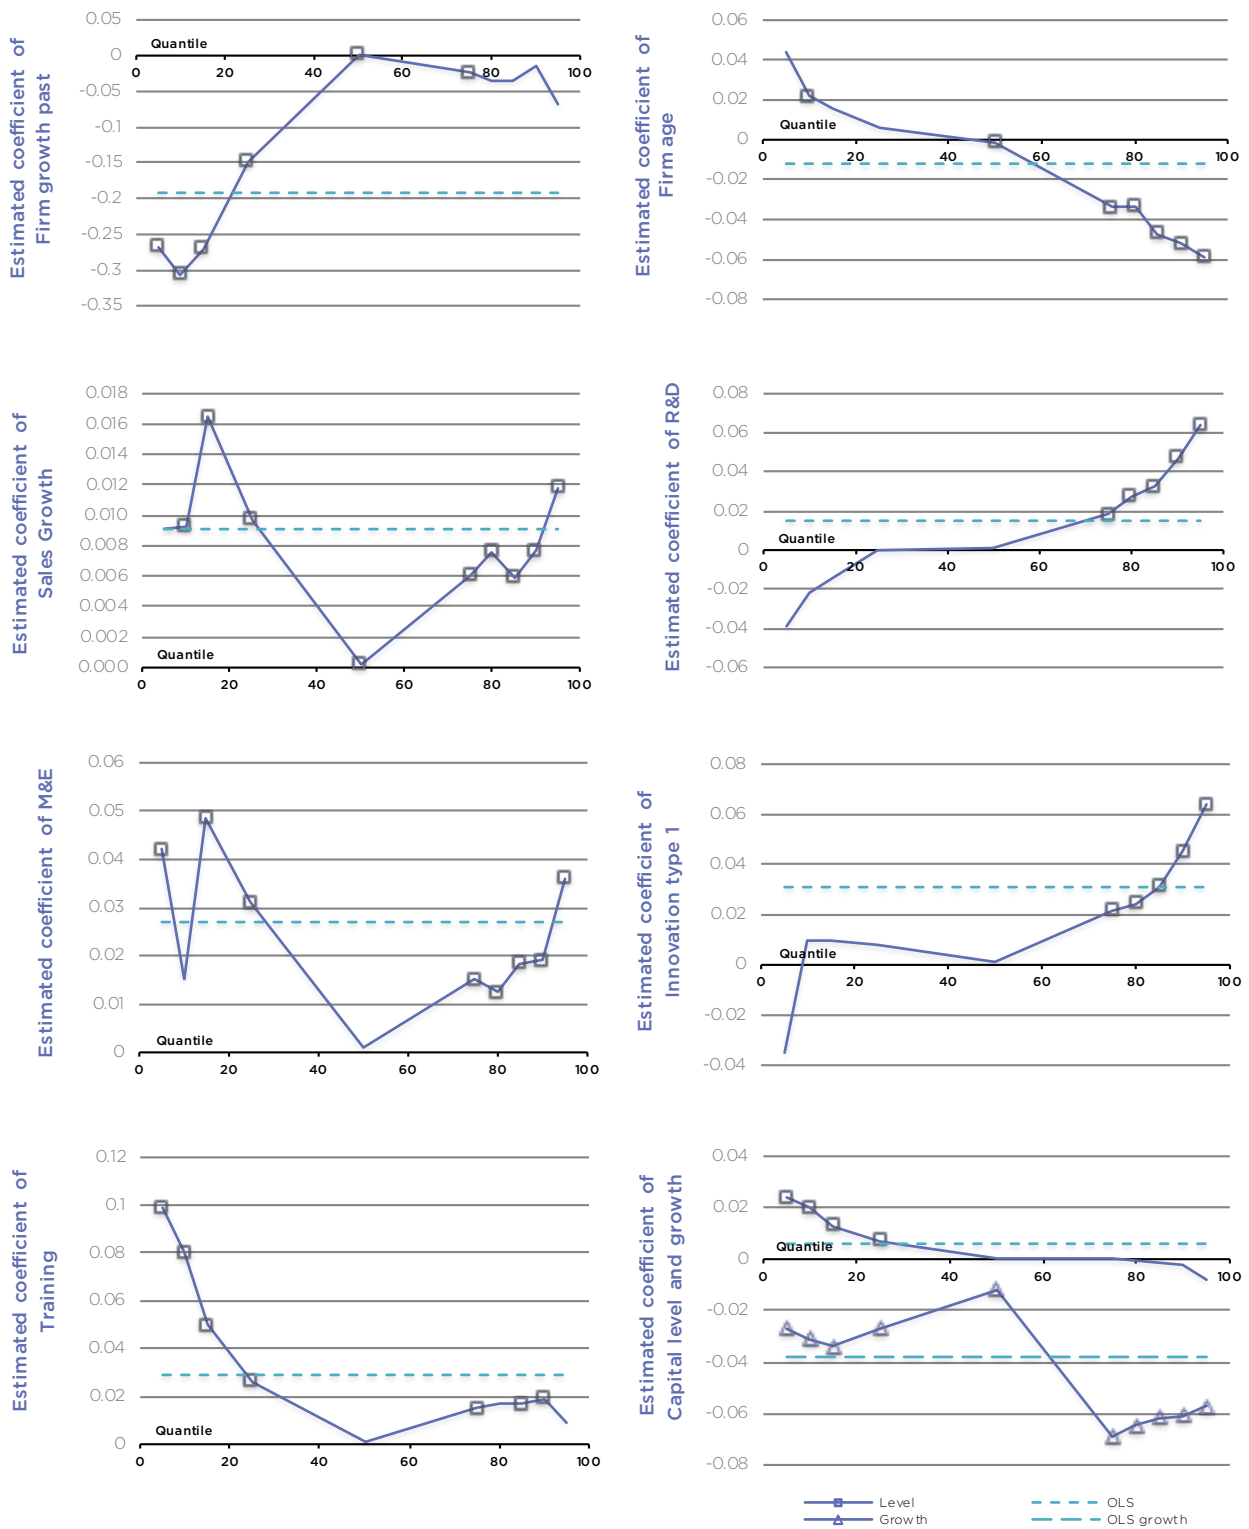 Estimated coefficient of
Firm growth past
0.05
0
-0.05
-0.1
-0.15
-0.2
-0.25
-0.3
-0.35
Quantile
0 20 40 60 80 100
Estimated coefficient of
Firm age
0.06
0.04
0.02
0
-0.02
-0.04
-0.06
-0.08
Quantile
0 20 40 60 80 100
Estimated coefficient of
Sales Growth
0.018
0.016
0.014
0.012
0.010
0.008
0.006
0.004
0.002
0.000
Quantile
0 20 40 60 80 100
Estimated coefficient of R&D
0.08
0.06
0.04
0.02
0
-0.02
-0.04
-0.06
Quantile
0 20 40 60 80 100
Estimated coefficient of M&E
0.06
0.05
0.04
0.03
0.02
0.01
0
Quantile
0 20 40 60 80 100
Estimated coefficient of
Innovation type 1
0.08
0.06
0.04
0.02
0
-0.02
-0.04
Quantile
0 20 40 60 80 100
Estimated coefficient of
Training
0.12
0.1
0.08
0.06
0.04
0.02
0
Quantile
0 20 40 60 80 100
Estimated coefficient of
Capital level and growth
0.04
0.02
0
-0.02
-0.04
-0.06
-0.08
Quantile
0 20 40 60 80 100
Level OLS
Growth OLS growth